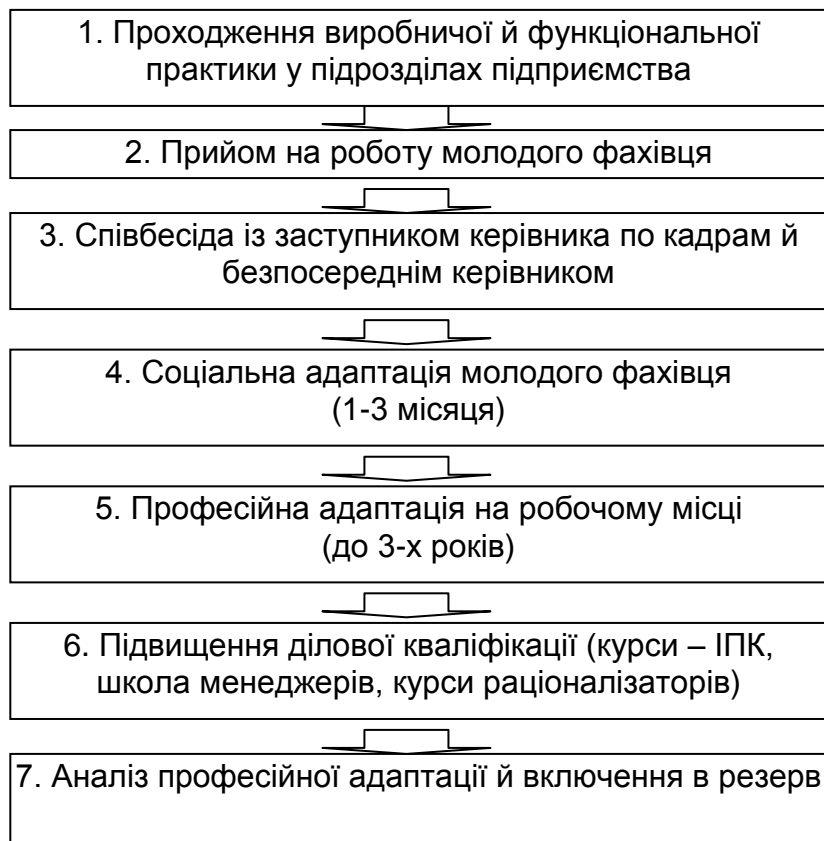 1. Проходження виробничої й функціональної
практики у підрозділах підприємства
2. Прийом на роботу молодого фахівця
3. Співбесіда із заступником керівника по кадрам й
безпосереднім керівником
4. Соціальна адаптація молодого фахівця
(1-3 місяця)
5. Професійна адаптація на робочому місці
(до 3-х років)
6. Підвищення ділової кваліфікації (курси – ІПК,
школа менеджерів, курси раціоналізаторів)
7. Аналіз професійної адаптації й включення в резерв